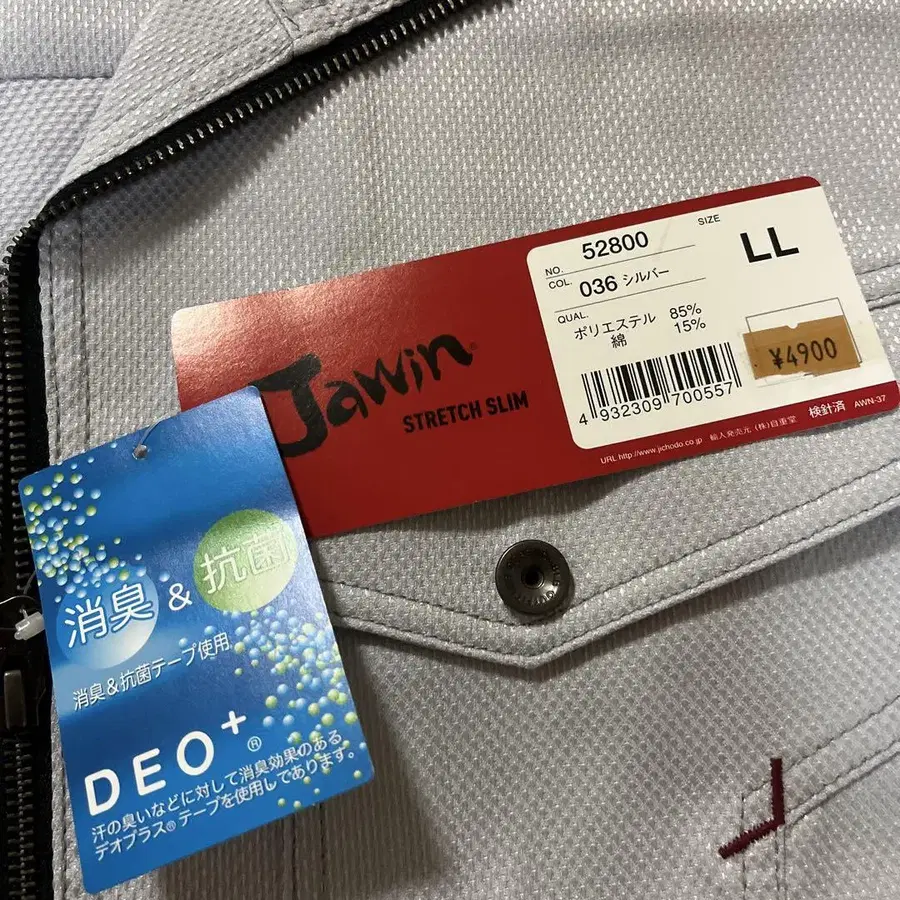 Jawin
STRETCH SLIM
NO. 52800
SIZE LL
COL. 036 シルバー
QUAL. ポリエステル 85%
綿 15%
¥4900
4 932309 700557
検針済 AWN-37
URL http://www.jichodo.co.jp 輸入発売元 (株)自重堂
消臭 & 抗菌
消臭&抗菌テープ使用
DEO+®
汗の臭いなどに対して消臭効果のある
デオプラス®テープを使用してあります。